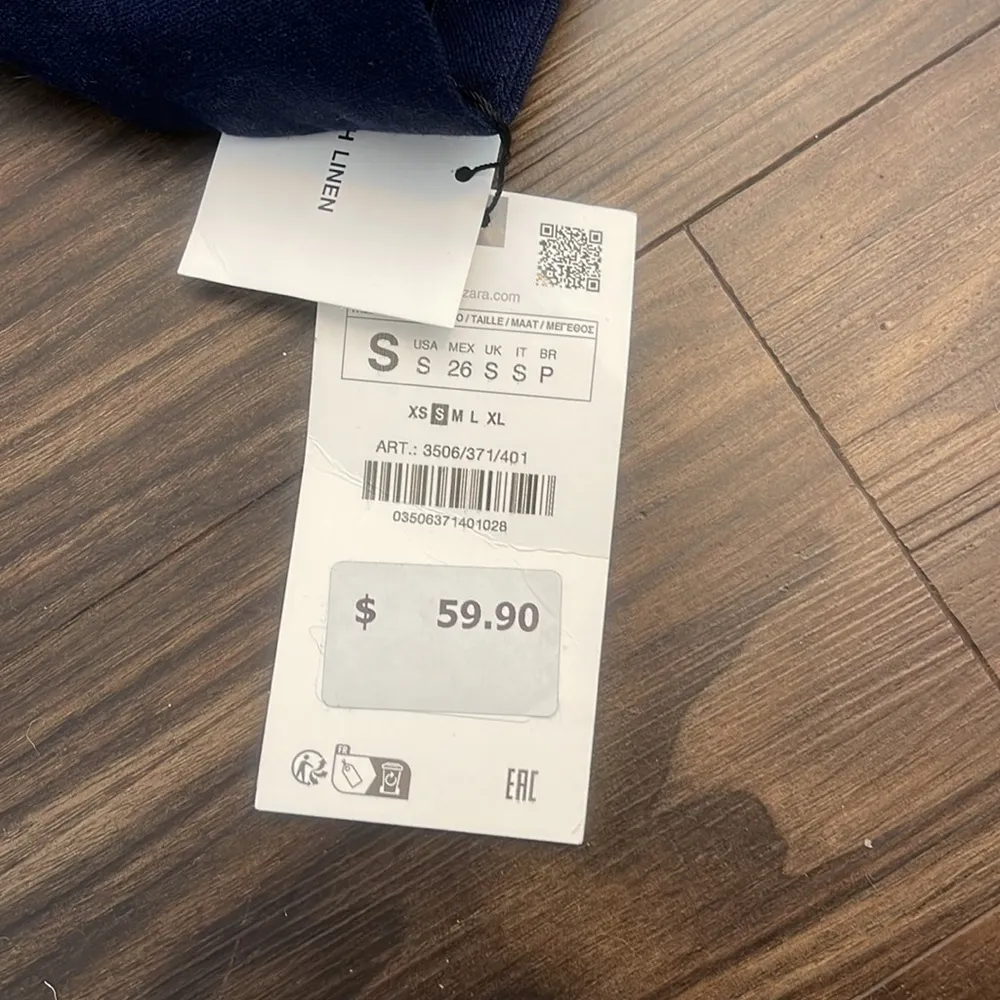 H LINEN
zara.com
O / TAILLE / MAAT / ΜΕΓΕΘΟΣ
S
USA MEX UK IT BR
S 26 S S P
XS S M L XL
ART.: 3506/371/401
03506371401028
$ 59.90
FR
EAC